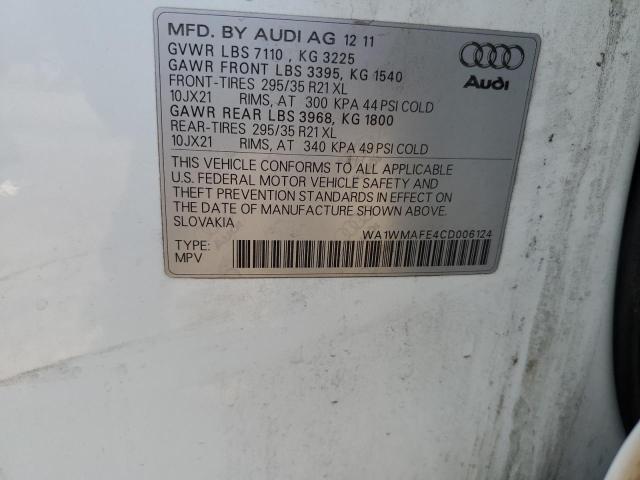 MFD. BY AUDI AG 12 11
GVWR LBS 7110 , KG 3225
GAWR FRONT LBS 3395, KG 1540
FRONT-TIRES 295/35 R21 XL
10JX21 RIMS, AT 300 KPA 44 PSI COLD
GAWR REAR LBS 3968, KG 1800
REAR-TIRES 295/35 R21 XL
10JX21 RIMS, AT 340 KPA 49 PSI COLD
Audi
THIS VEHICLE CONFORMS TO ALL APPLICABLE
U.S. FEDERAL MOTOR VEHICLE SAFETY AND
THEFT PREVENTION STANDARDS IN EFFECT ON
THE DATE OF MANUFACTURE SHOWN ABOVE.
SLOVAKIA
WA1WMAFE4CD006124
TYPE:
MPV